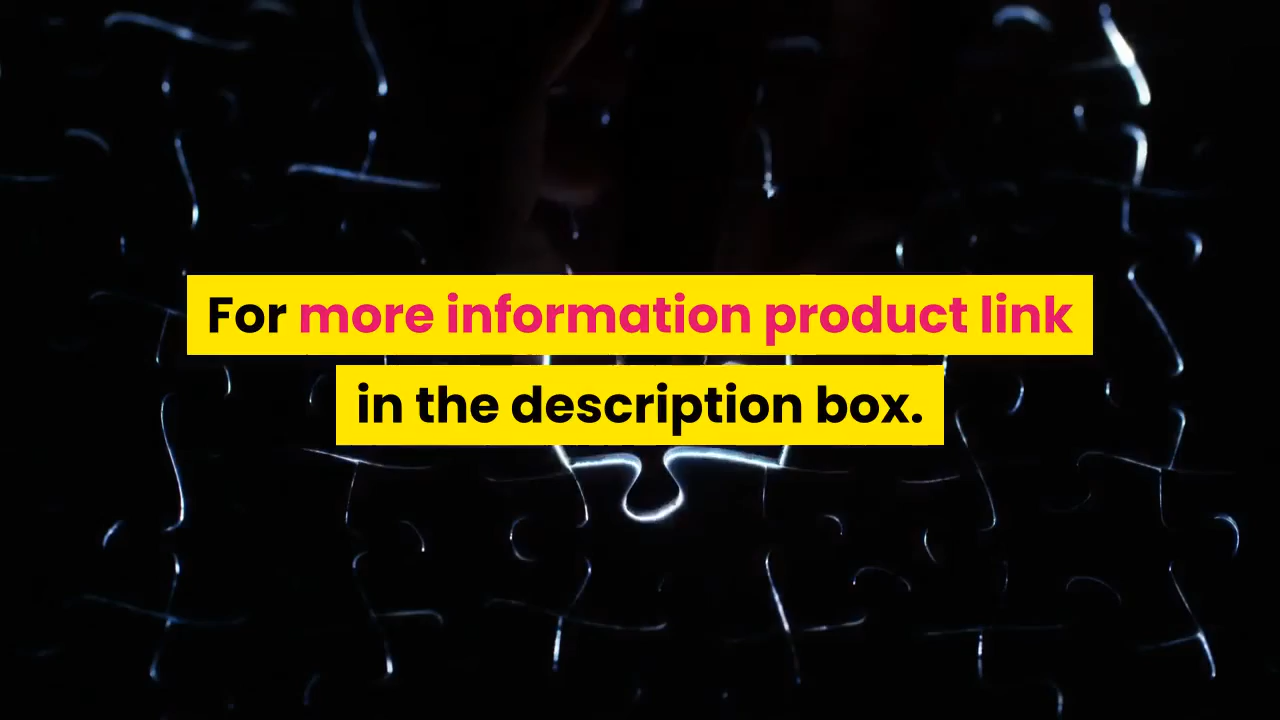 For more information product link
in the description box.